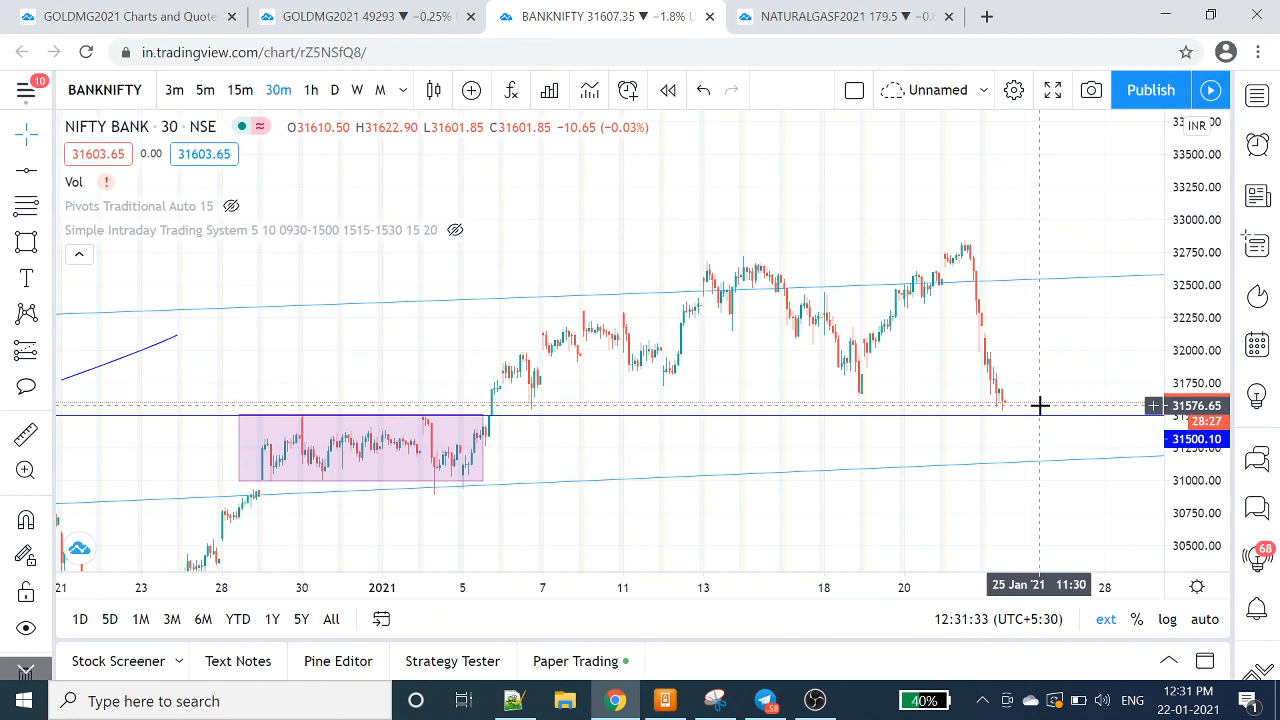 GOLDMG2021 Charts and Quote
GOLDMG2021 49293 ▼ −0.25%
BANKNIFTY 31607.35 ▼ −1.8% U
NATURALGASF2021 179.5 ▼
in.tradingview.com/chart/rZ5NSfQ8/
10
BANKNIFTY 3m 5m 15m 30m 1h D W M
Unnamed
Publish
NIFTY BANK · 30 · NSE O31610.50 H31622.90 L31601.85 C31601.85 −10.65 (−0.03%)
INR
31603.65 0.00 31603.65
Vol
Pivots Traditional Auto 15
Simple Intraday Trading System 5 10 0930-1500 1515-1530 15 20
33500.00
33250.00
33000.00
32750.00
32500.00
32250.00
32000.00
31750.00
31576.65
28:27
31500.10
31000.00
30750.00
30500.00
21 23 28 30 2021 5 7 11 13 18 20 25 Jan '21 11:30 28
1D 5D 1M 3M 6M YTD 1Y 5Y All
12:31:33 (UTC+5:30) ext % log auto
68
Stock Screener Text Notes Pine Editor Strategy Tester Paper Trading
Type here to search
.58
40%
ENG
12:31 PM
22-01-2021
1